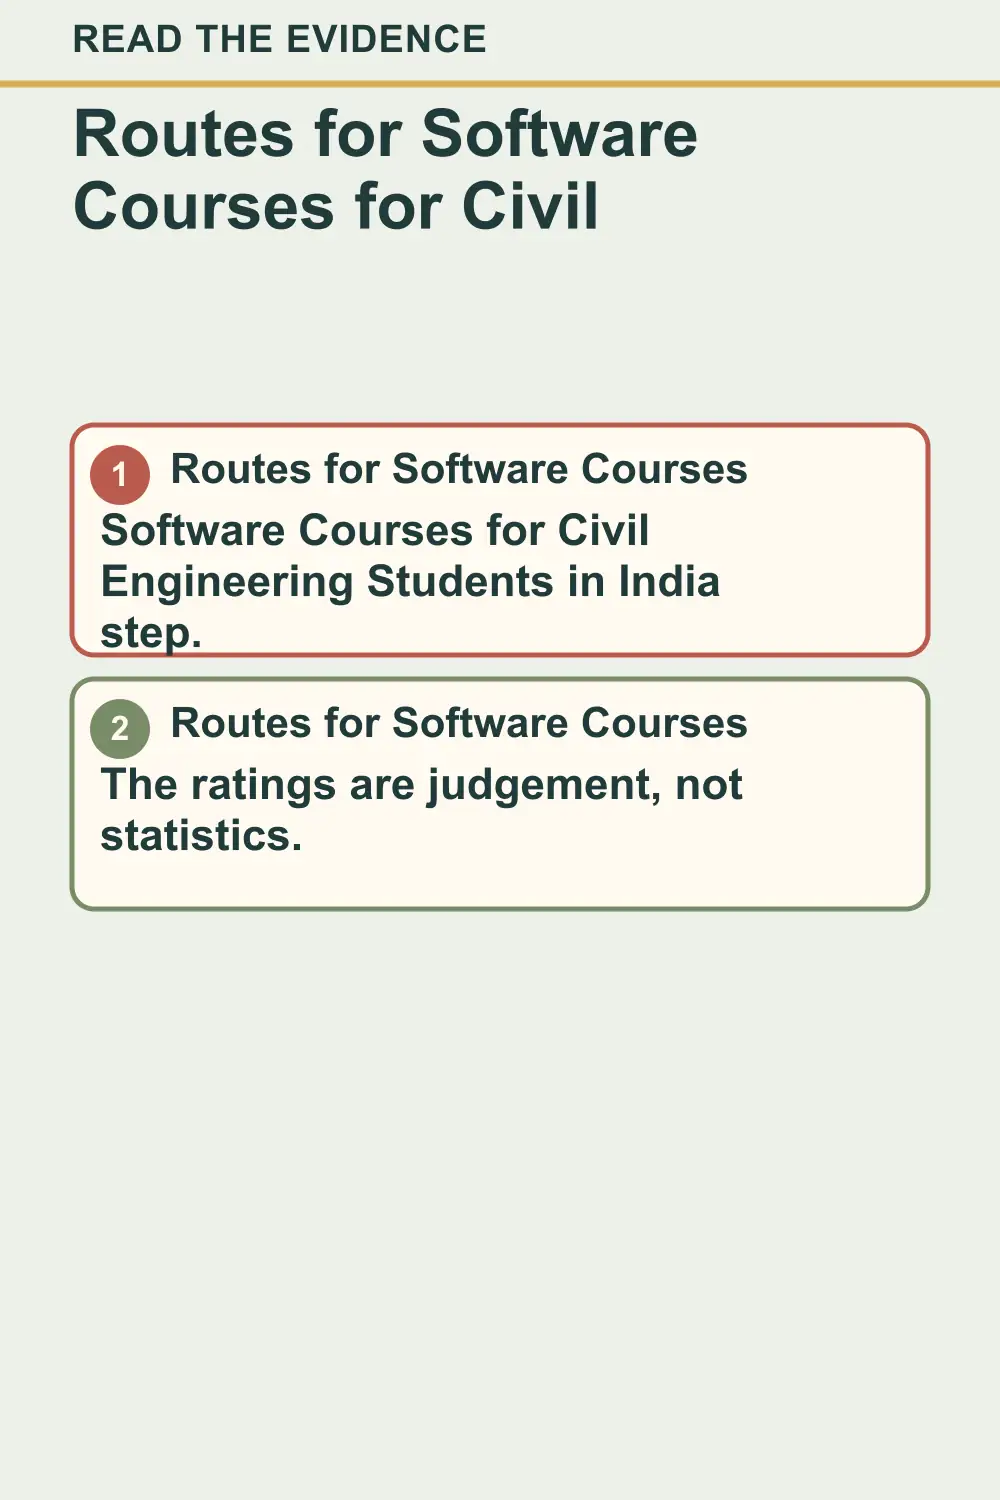 READ THE EVIDENCE
Routes for Software
Courses for Civil
1 Routes for Software Courses
Software Courses for Civil
Engineering Students in India
step.
2 Routes for Software Courses
The ratings are judgement, not
statistics.